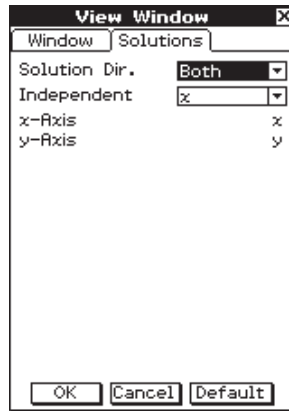 View Window X
Window Solutions
Solution Dir. Both
Independent x
x-Axis x
y-Axis y
OK Cancel Default